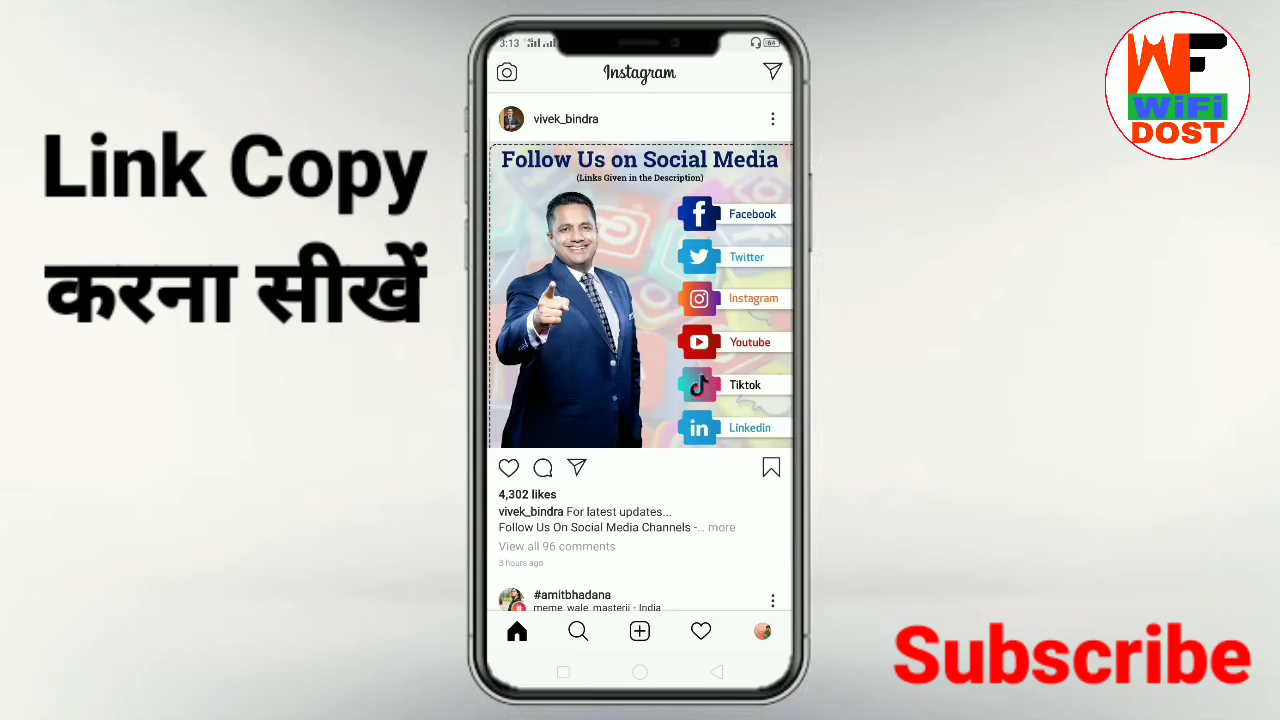 Link Copy
करना सीखें
3:13
Instagram
vivek_bindra
Follow Us on Social Media
(Links Given in the Description)
Facebook
Twitter
Instagram
Youtube
Tiktok
Linkedin
4,302 likes
vivek_bindra For latest updates...
Follow Us On Social Media Channels -... more
View all 96 comments
3 hours ago
#amitbhadana
meme_wale_masterji · India
WF
WiFi
DOST
Subscribe